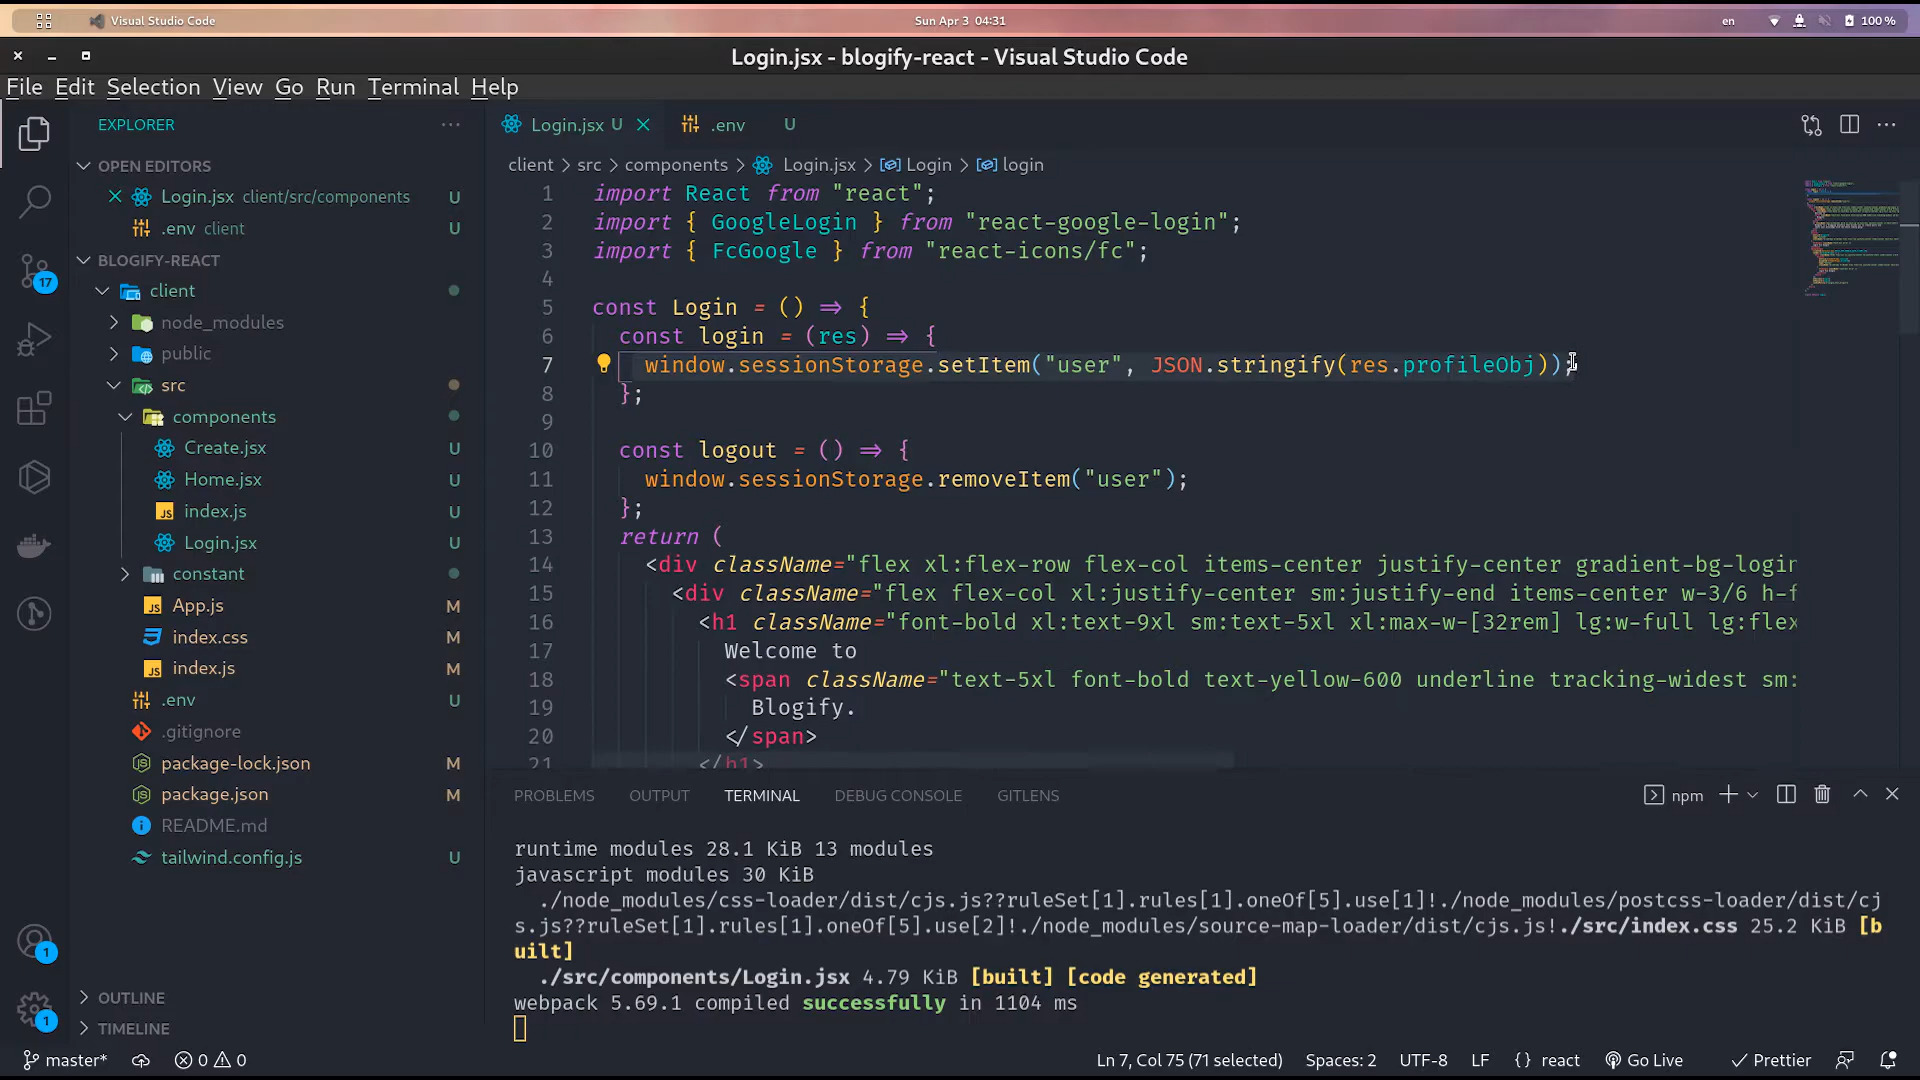 Visual Studio Code
Sun Apr 3 04:31
en
100 %
Login.jsx - blogify-react - Visual Studio Code
File Edit Selection View Go Run Terminal Help
EXPLORER
OPEN EDITORS
Login.jsx client/src/components U
.env client U
BLOGIFY-REACT
client
node_modules
public
src
components
Create.jsx U
Home.jsx U
index.js U
Login.jsx U
constant
App.js M
index.css M
index.js M
.env U
.gitignore
package-lock.json M
package.json M
README.md
tailwind.config.js U
OUTLINE
TIMELINE
17
1
1
Login.jsx U
.env U
client > src > components > Login.jsx > Login > login
1 import React from "react";
2 import { GoogleLogin } from "react-google-login";
3 import { FcGoogle } from "react-icons/fc";
4
5 const Login = () => {
6 const login = (res) => {
7 window.sessionStorage.setItem("user", JSON.stringify(res.profileObj));
8 };
9
10 const logout = () => {
11 window.sessionStorage.removeItem("user");
12 };
13 return (
14 <div className="flex xl:flex-row flex-col items-center justify-center gradient-bg-login
15 <div className="flex flex-col xl:justify-center sm:justify-end items-center w-3/6 h-f
16 <h1 className="font-bold xl:text-9xl sm:text-5xl xl:max-w-[32rem] lg:w-full lg:flex
17 Welcome to
18 <span className="text-5xl font-bold text-yellow-600 underline tracking-widest sm:
19 Blogify.
20 </span>
21 </h1>
PROBLEMS OUTPUT TERMINAL DEBUG CONSOLE GITLENS
npm
runtime modules 28.1 KiB 13 modules
javascript modules 30 KiB
./node_modules/css-loader/dist/cjs.js??ruleSet[1].rules[1].oneOf[5].use[1]!./node_modules/postcss-loader/dist/cj
s.js??ruleSet[1].rules[1].oneOf[5].use[2]!./node_modules/source-map-loader/dist/cjs.js!./src/index.css 25.2 KiB [b
uilt]
./src/components/Login.jsx 4.79 KiB [built] [code generated]
webpack 5.69.1 compiled successfully in 1104 ms
master* 0 0
Ln 7, Col 75 (71 selected) Spaces: 2 UTF-8 LF {} react Go Live Prettier